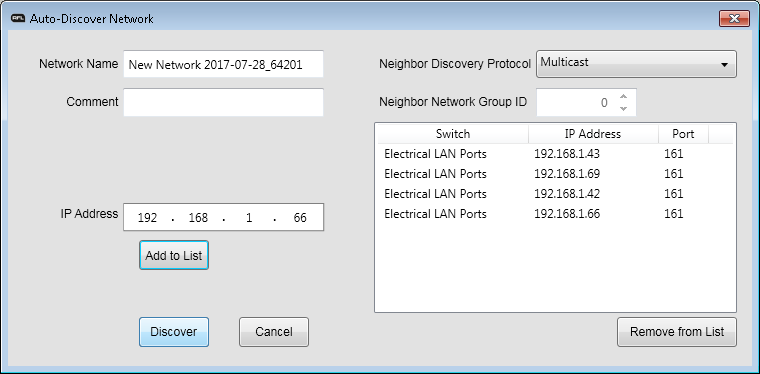 AFL Auto-Discover Network
Network Name New Network 2017-07-28_64201
Comment
IP Address 192 . 168 . 1 . 66
Add to List
Discover Cancel
Neighbor Discovery Protocol Multicast
Neighbor Network Group ID 0
Switch IP Address Port
Electrical LAN Ports 192.168.1.43 161
Electrical LAN Ports 192.168.1.69 161
Electrical LAN Ports 192.168.1.42 161
Electrical LAN Ports 192.168.1.66 161
Remove from List